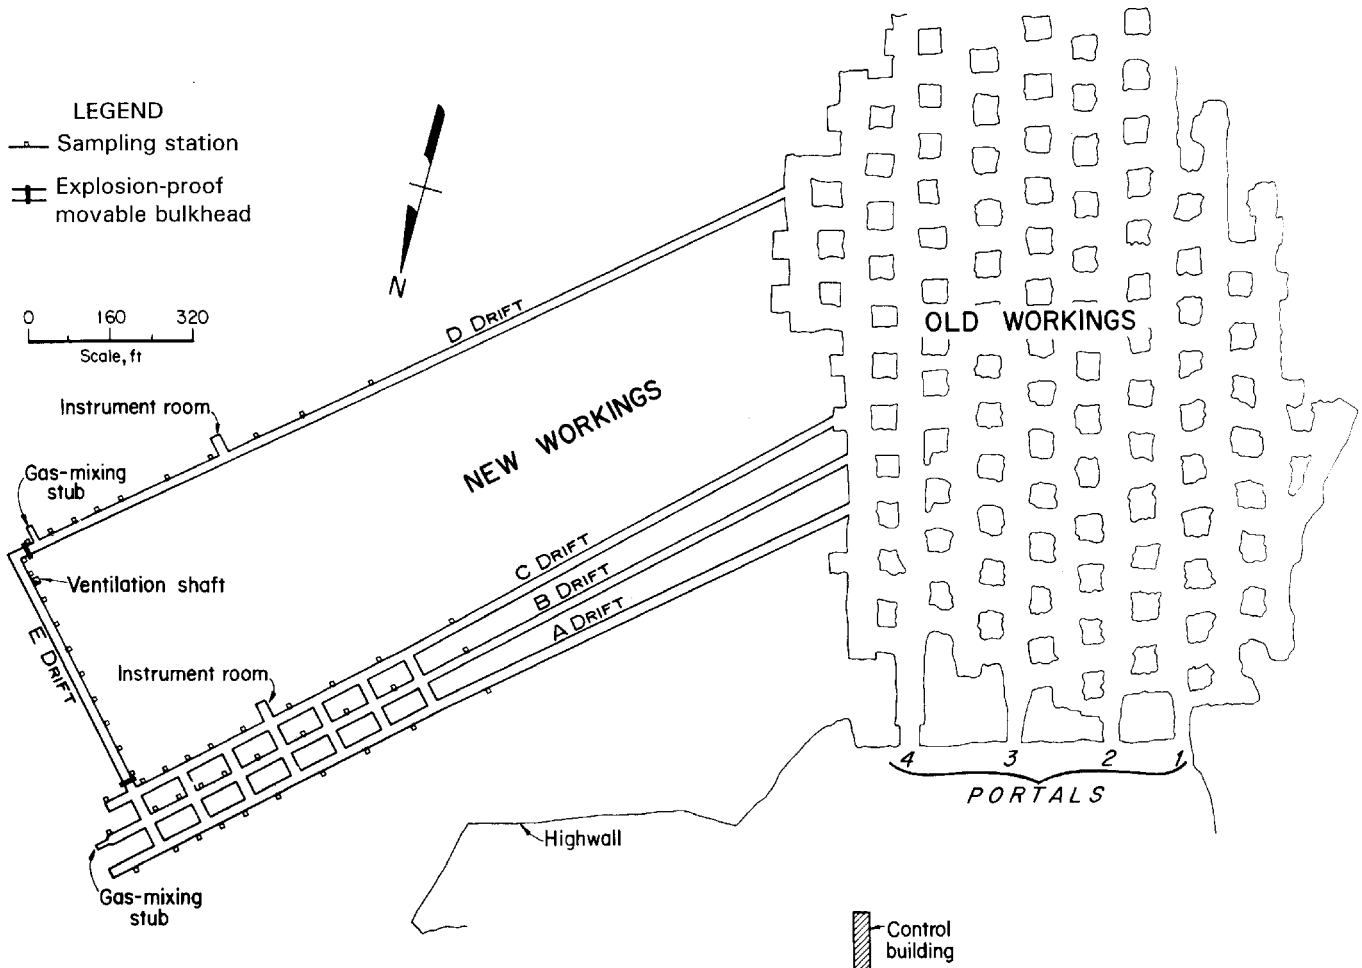 LEGEND
Sampling station
Explosion-proof
movable bulkhead
N
0 160 320
Scale, ft
Instrument room
Gas-mixing
stub
Ventilation shaft
E DRIFT
D DRIFT
NEW WORKINGS
OLD WORKINGS
C DRIFT
B DRIFT
A DRIFT
Instrument room
Gas-mixing
stub
4 3 2 1
PORTALS
Highwall
Control
building